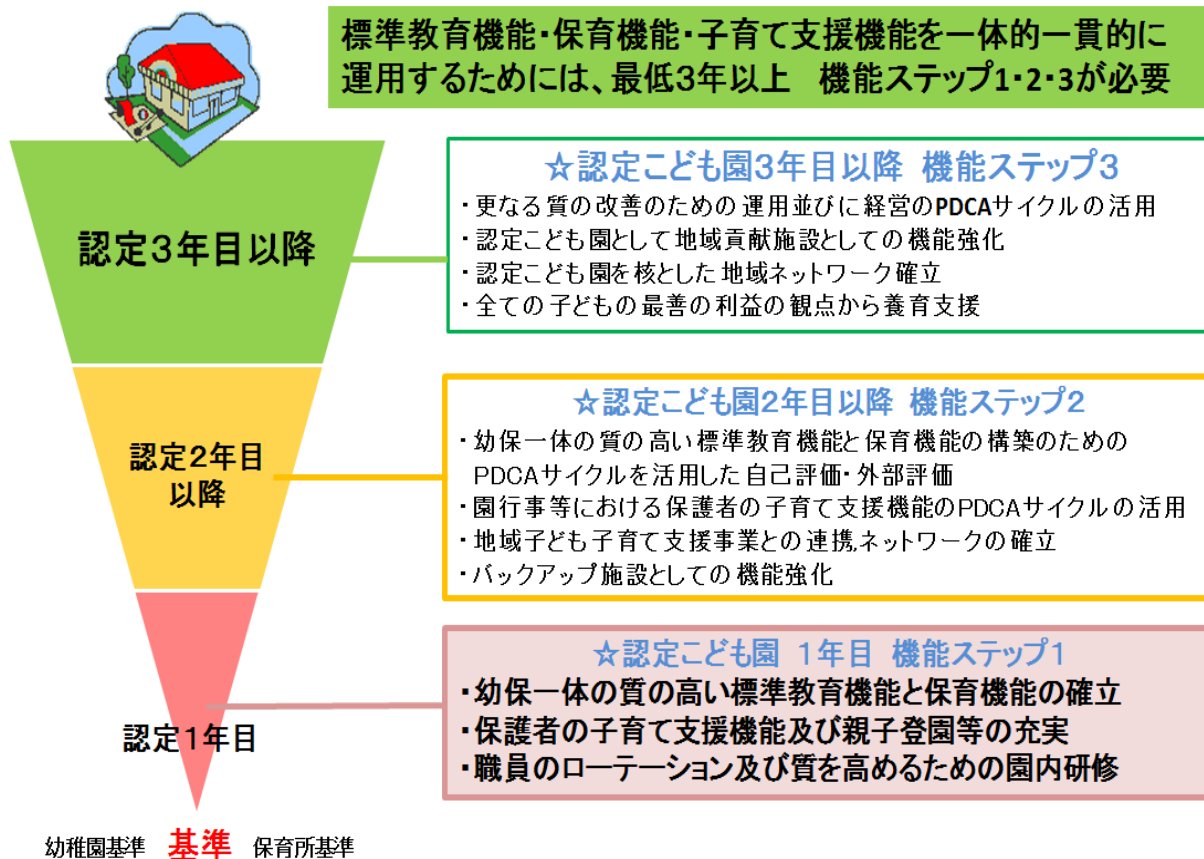 標準教育機能・保育機能・子育て支援機能を一体的一貫的に
運用するためには、最低3年以上　機能ステップ1・2・3が必要
認定3年目以降
☆認定こども園3年目以降 機能ステップ3
・更なる質の改善のための運用並びに経営のPDCAサイクルの活用
・認定こども園として地域貢献施設としての機能強化
・認定こども園を核とした地域ネットワーク確立
・全ての子どもの最善の利益の観点から養育支援
認定2年目
以降
☆認定こども園2年目以降 機能ステップ2
・幼保一体の質の高い標準教育機能と保育機能の構築のための
PDCAサイクルを活用した自己評価・外部評価
・園行事等における保護者の子育て支援機能のPDCAサイクルの活用
・地域子ども子育て支援事業との連携,ネットワークの確立
・バックアップ施設としての機能強化
認定1年目
☆認定こども園 1年目 機能ステップ1
・幼保一体の質の高い標準教育機能と保育機能の確立
・保護者の子育て支援機能及び親子登園等の充実
・職員のローテーション及び質を高めるための園内研修
幼稚園基準 基準 保育所基準